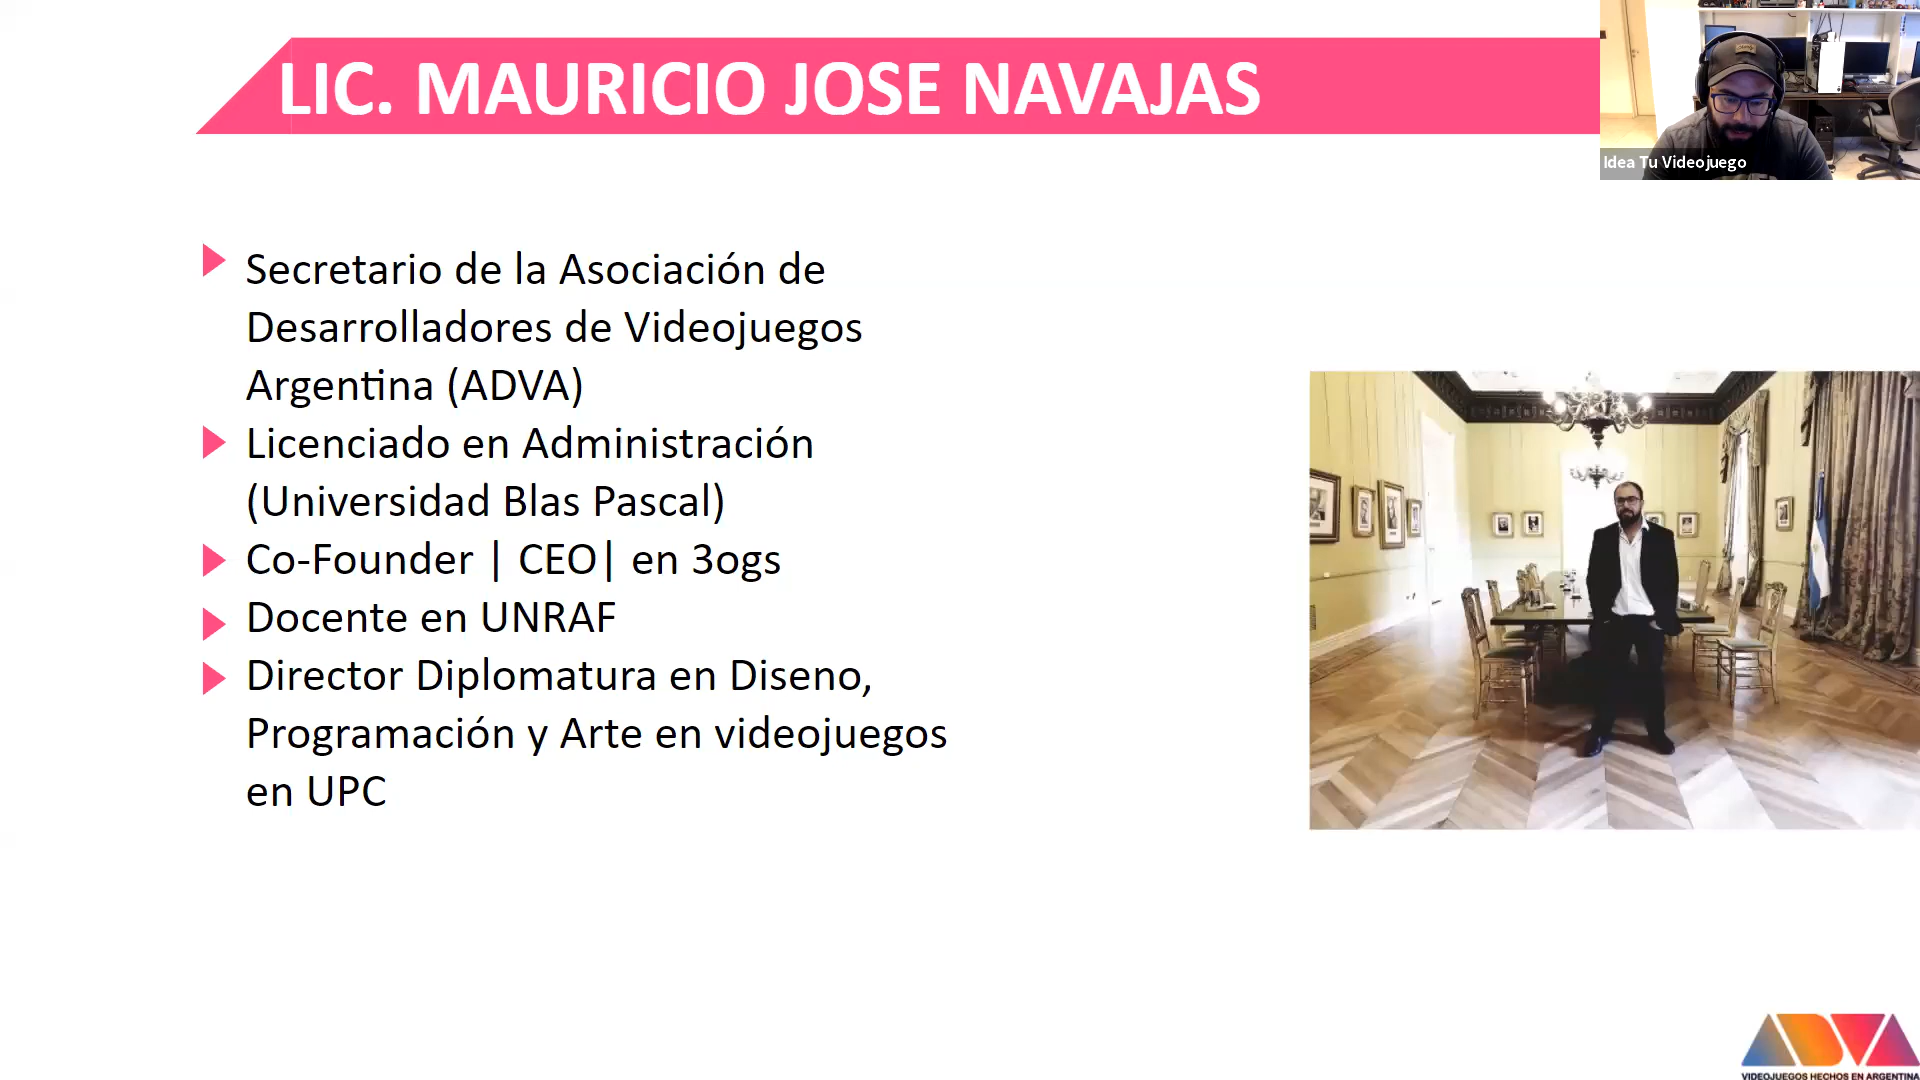 LIC. MAURICIO JOSE NAVAJAS
Idea Tu Videojuego
Secretario de la Asociación de
Desarrolladores de Videojuegos
Argentina (ADVA)
Licenciado en Administración
(Universidad Blas Pascal)
Co-Founder | CEO| en 3ogs
Docente en UNRAF
Director Diplomatura en Diseno,
Programación y Arte en videojuegos
en UPC
ADVA
VIDEOJUEGOS HECHOS EN ARGENTINA